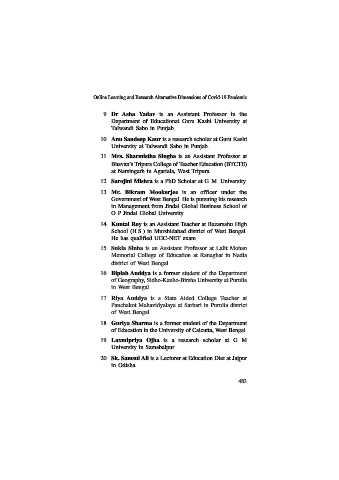 Online Learning and Research Alternative Dimensions of Covid-19 Pandemic
9 Dr Asha Yadav is an Assistant Professor in the
Department of Educational Guru Kashi University at
Talwandi Sabo in Punjab
10 Anu Sandeep Kaur is a research scholar at Guru Kashi
University at Talwandi Sabo in Punjab
11 Mrs. Sharmistha Singha is an Assistant Professor at
Bhavan's Tripura College of Teacher Education (BTCTE)
at Narsingarh in Agartala, West Tripura
12 Sarojini Mishra is a PhD Scholar at G M University
13 Mr. Bikram Mookerjee is an officer under the
Government of West Bengal He is pursuing his research
in Management from Jindal Global Business School of
O P Jindal Global University
14 Kuntal Roy is an Assistant Teacher at Bazarsahu High
School (H S) in Murshidabad district of West Bengal
He has qualified UGC-NET exam
15 Sukla Sinha is an Assistant Professor at Lalit Mohan
Memorial College of Education at Ranaghat in Nadia
district of West Bengal
16 Biplab Auddya is a former student of the Department
of Geography, Sidho-Kanho-Birsha University at Purulia
in West Bengal
17 Riya Auddya is a State Aided College Teacher at
Panchakot Mahavidyalaya at Sarbari in Purulia district
of West Bengal
18 Guriya Sharma is a former student of the Department
of Education in the University of Calcutta, West Bengal
19 Laxmipriya Ojha is a research scholar at G M
University in Sambalpur
20 Sk. Sanoul Ali is a Lecturer at Education Diet at Jajpur
in Odisha
483